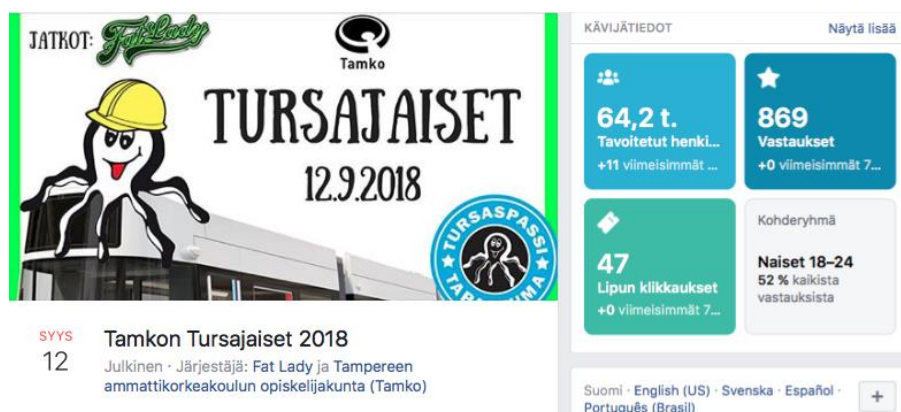 JATKOT: Fat Lady
Tamko
TURSAJAISET
12.9.2018
TURSASPASSI
SYYS
12
Tamkon Tursajaiset 2018
Julkinen · Järjestäjä: Fat Lady ja Tampereen
ammattikorkeakoulun opiskelijakunta (Tamko)
KÄVIJÄTIEDOT
Näytä lisää
64,2 t.
Tavoitetut henki...
+11 viimeisimmät ...
869
Vastaukset
+0 viimeisimmät 7...
47
Lipun klikkaukset
+0 viimeisimmät 7...
Kohderyhmä
Naiset 18–24
52 % kaikista
vastauksista
Suomi · English (US) · Svenska · Español ·
Português (Brasil)
+